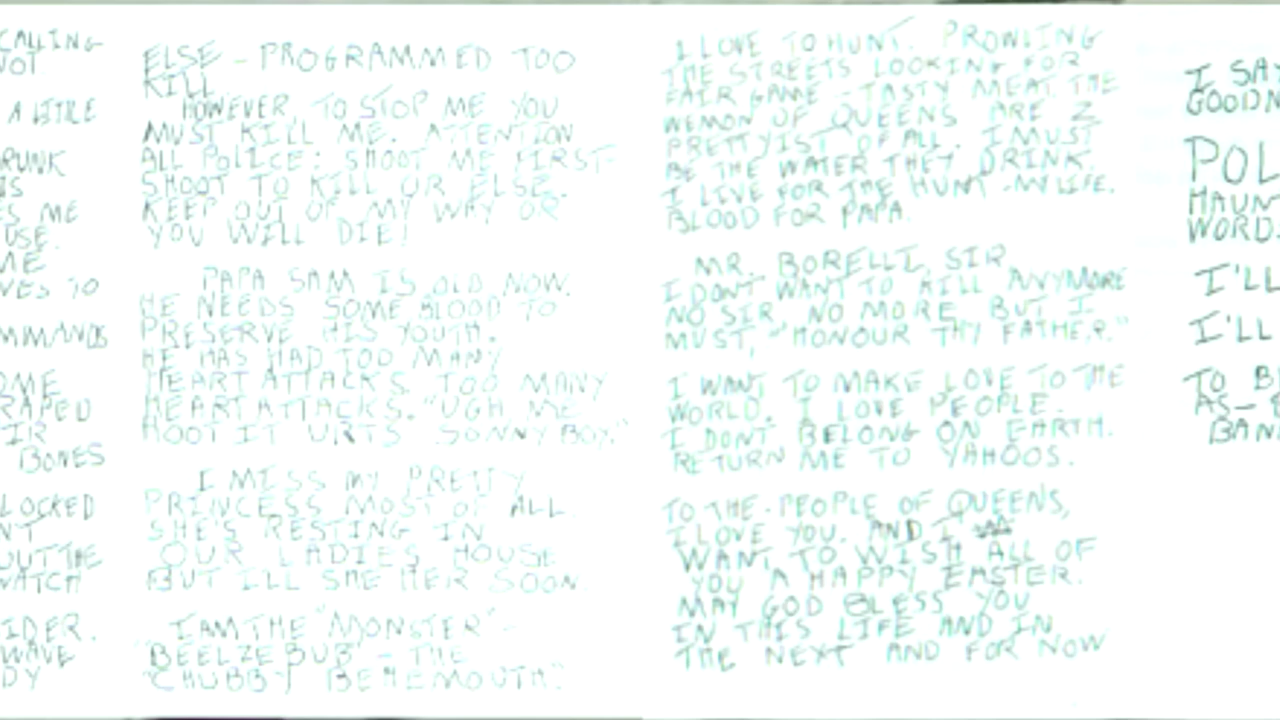 CALLING
NOT
A LITTLE
RUNK
IS
ES ME
USE.
ME
VES TO
MMANDS
OME
RAPED
IR
BONES
LOCKED
NT
OUT THE
WATCH
IDER.
WAVE
DY
ELSE - PROGRAMMED TOO
KILL
HOWEVER, TO STOP ME YOU
MUST KILL ME. ATTENTION
ALL POLICE: SHOOT ME FIRST-
SHOOT TO KILL OR ELSE.
KEEP OUT OF MY WAY OR
YOU WILL DIE!
PAPA SAM IS OLD NOW.
HE NEEDS SOME BLOOD TO
PRESERVE HIS YOUTH.
HE HAS HAD TOO MANY
HEART ATTACKS. TOO MANY
HEART ATTACKS. "UGH, ME
HOOT IT URTS SONNY BOY."
I MISS MY PRETTY
PRINCESS MOST OF ALL
SHE'S RESTING IN
OUR LADIES HOUSE
BUT ILL SHE HER SOON.
I AM THE "MONSTER" -
"BEELZEBUB" - THE
"CHUBBY BEHEMOUTH."
I LOVE TO HUNT. PROWLING
THE STREETS LOOKING FOR
FAIR GAME - TASTY MEAT. THE
WEMON OF QUEENS ARE Z
PRETTYIST OF ALL. I MUST
BE THE WATER THEY DRINK.
I LIVE FOR THE HUNT - MY LIFE.
BLOOD FOR PAPA.
MR. BORELLI, SIR
I DONT WANT TO KILL ANYMORE
NO SIR, NO MORE BUT I
MUST, "HONOUR THY FATHER."
I WANT TO MAKE LOVE TO THE
WORLD. I LOVE PEOPLE.
I DONT BELONG ON EARTH.
RETURN ME TO YAHOOS.
TO THE PEOPLE OF QUEENS,
I LOVE YOU. AND I
WANT TO WISH ALL OF
YOU A HAPPY EASTER.
MAY GOD BLESS YOU
IN THIS LIFE AND IN
THE NEXT AND FOR NOW
I SAY
GOODN
POL
HAUN
WORDS
I'LL
I'LL
TO B
AS -
BAN